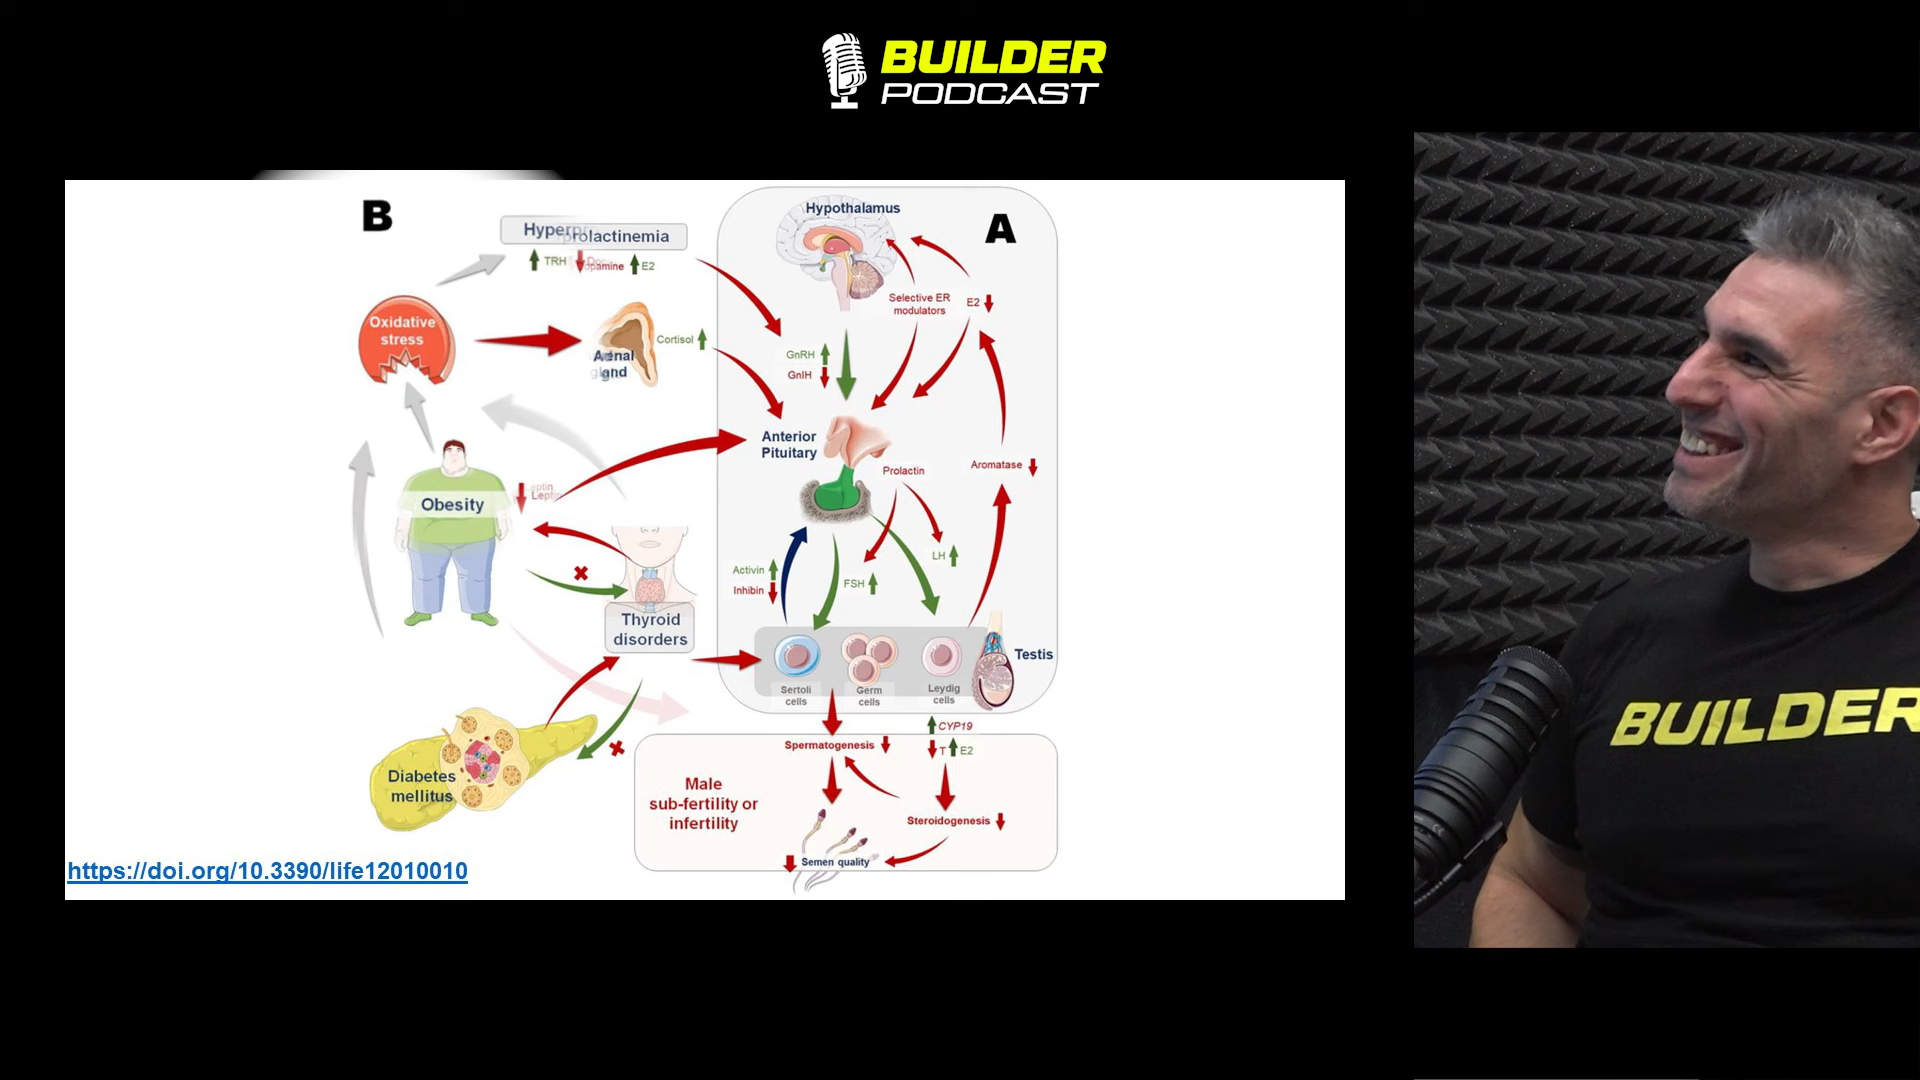 BUILDER
PODCAST
B
A
prolactinemia
TRH
E2
Oxidative
stress
Cortisol
Hypothalamus
Selective ER
modulators
E2
GnRH
GnIH
Anterior
Pituitary
Prolactin
Aromatase
Obesity
Leptin
LH
Activin
Inhibin
FSH
Thyroid
disorders
Testis
Sertoli
cells
Germ
cells
Leydig
cells
CYP19
T E2
Spermatogenesis
Male
sub-fertility or
infertility
Steroidogenesis
Semen quality
Diabetes
mellitus
https://doi.org/10.3390/life12010010
BUILDER